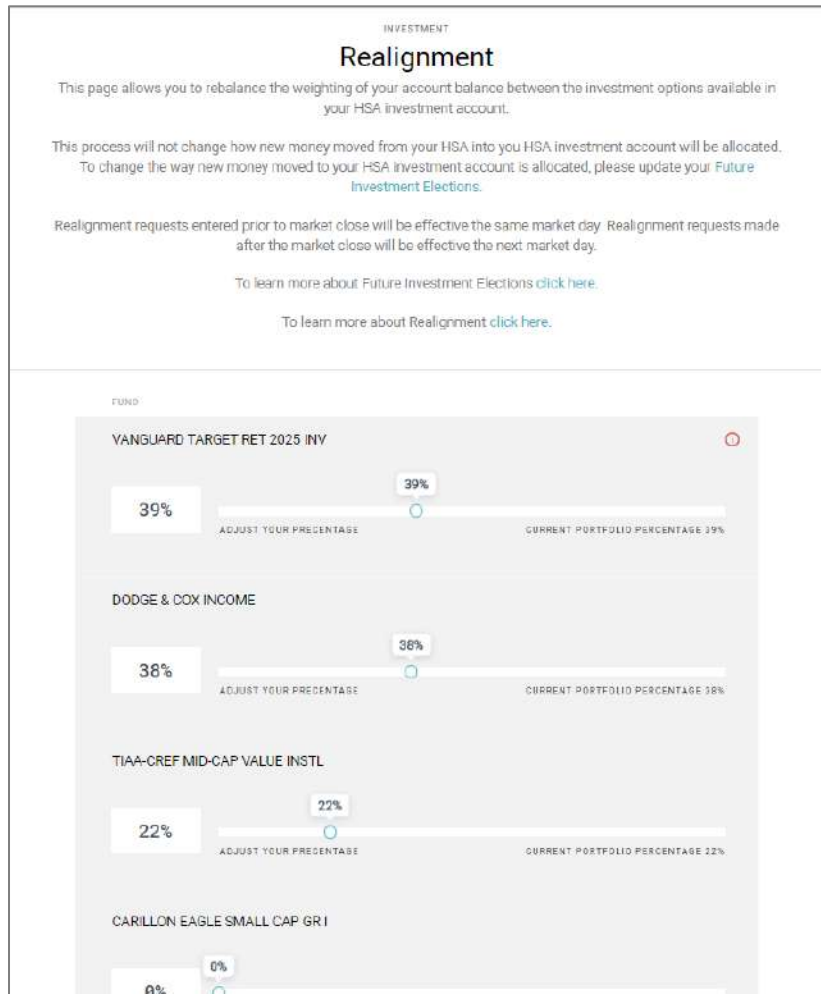 INVESTMENT
Realignment
This page allows you to rebalance the weighting of your account balance between the investment options available in
your HSA investment account.
This process will not change how new money moved from your HSA into you HSA investment account will be allocated.
To change the way new money moved to your HSA investment account is allocated, please update your Future
Investment Elections.
Realignment requests entered prior to market close will be effective the same market day. Realignment requests made
after the market close will be effective the next market day.
To learn more about Future Investment Elections click here.
To learn more about Realignment click here.
FUND
VANGUARD TARGET RET 2025 INV
39%
39%
ADJUST YOUR PRECENTAGE CURRENT PORTFOLIO PERCENTAGE 39%
DODGE & COX INCOME
38%
38%
ADJUST YOUR PRECENTAGE CURRENT PORTFOLIO PERCENTAGE 38%
TIAA-CREF MID-CAP VALUE INSTL
22%
22%
ADJUST YOUR PRECENTAGE CURRENT PORTFOLIO PERCENTAGE 22%
CARILLON EAGLE SMALL CAP GR I
0%
0%